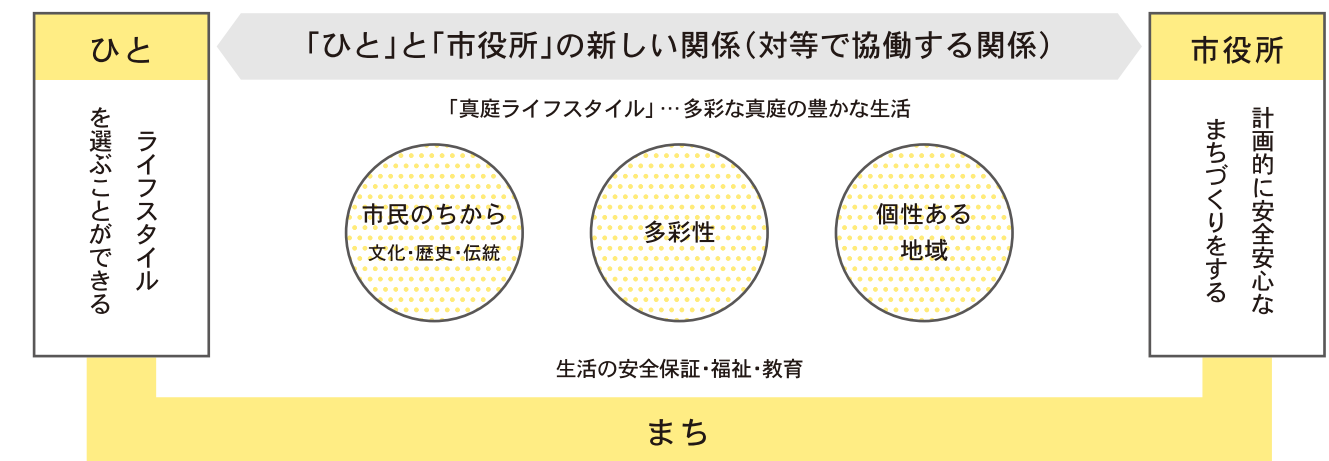 ひと
ライフスタイル
を選ぶことができる
「ひと」と「市役所」の新しい関係（対等で協働する関係）
「真庭ライフスタイル」…多彩な真庭の豊かな生活
市民のちから
文化・歴史・伝統
多彩性
個性ある
地域
生活の安全保証・福祉・教育
市役所
計画的に安全安心な
まちづくりをする
まち